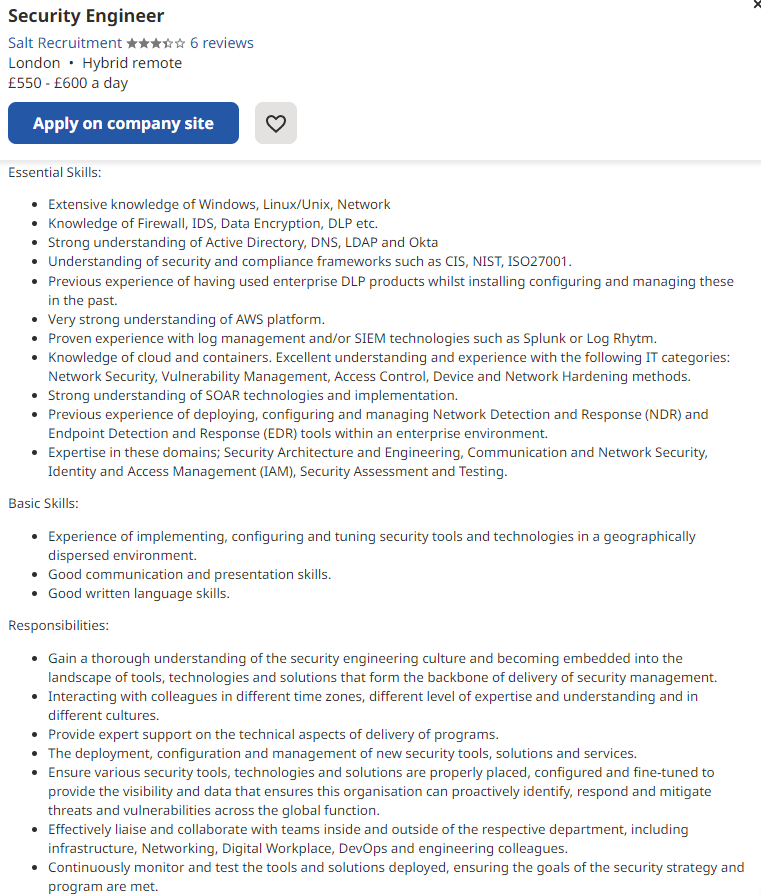 Security Engineer
Salt Recruitment ★★★☆☆ 6 reviews
London • Hybrid remote
£550 - £600 a day
Apply on company site
Essential Skills:
• Extensive knowledge of Windows, Linux/Unix, Network
• Knowledge of Firewall, IDS, Data Encryption, DLP etc.
• Strong understanding of Active Directory, DNS, LDAP and Okta
• Understanding of security and compliance frameworks such as CIS, NIST, ISO27001.
• Previous experience of having used enterprise DLP products whilst installing configuring and managing these
in the past.
• Very strong understanding of AWS platform.
• Proven experience with log management and/or SIEM technologies such as Splunk or Log Rhytm.
• Knowledge of cloud and containers. Excellent understanding and experience with the following IT categories:
Network Security, Vulnerability Management, Access Control, Device and Network Hardening methods.
• Strong understanding of SOAR technologies and implementation.
• Previous experience of deploying, configuring and managing Network Detection and Response (NDR) and
Endpoint Detection and Response (EDR) tools within an enterprise environment.
• Expertise in these domains; Security Architecture and Engineering, Communication and Network Security,
Identity and Access Management (IAM), Security Assessment and Testing.
Basic Skills:
• Experience of implementing, configuring and tuning security tools and technologies in a geographically
dispersed environment.
• Good communication and presentation skills.
• Good written language skills.
Responsibilities:
• Gain a thorough understanding of the security engineering culture and becoming embedded into the
landscape of tools, technologies and solutions that form the backbone of delivery of security management.
• Interacting with colleagues in different time zones, different level of expertise and understanding and in
different cultures.
• Provide expert support on the technical aspects of delivery of programs.
• The deployment, configuration and management of new security tools, solutions and services.
• Ensure various security tools, technologies and solutions are properly placed, configured and fine-tuned to
provide the visibility and data that ensures this organisation can proactively identify, respond and mitigate
threats and vulnerabilities across the global function.
• Effectively liaise and collaborate with teams inside and outside of the respective department, including
infrastructure, Networking, Digital Workplace, DevOps and engineering colleagues.
• Continuously monitor and test the tools and solutions deployed, ensuring the goals of the security strategy and
program are met.